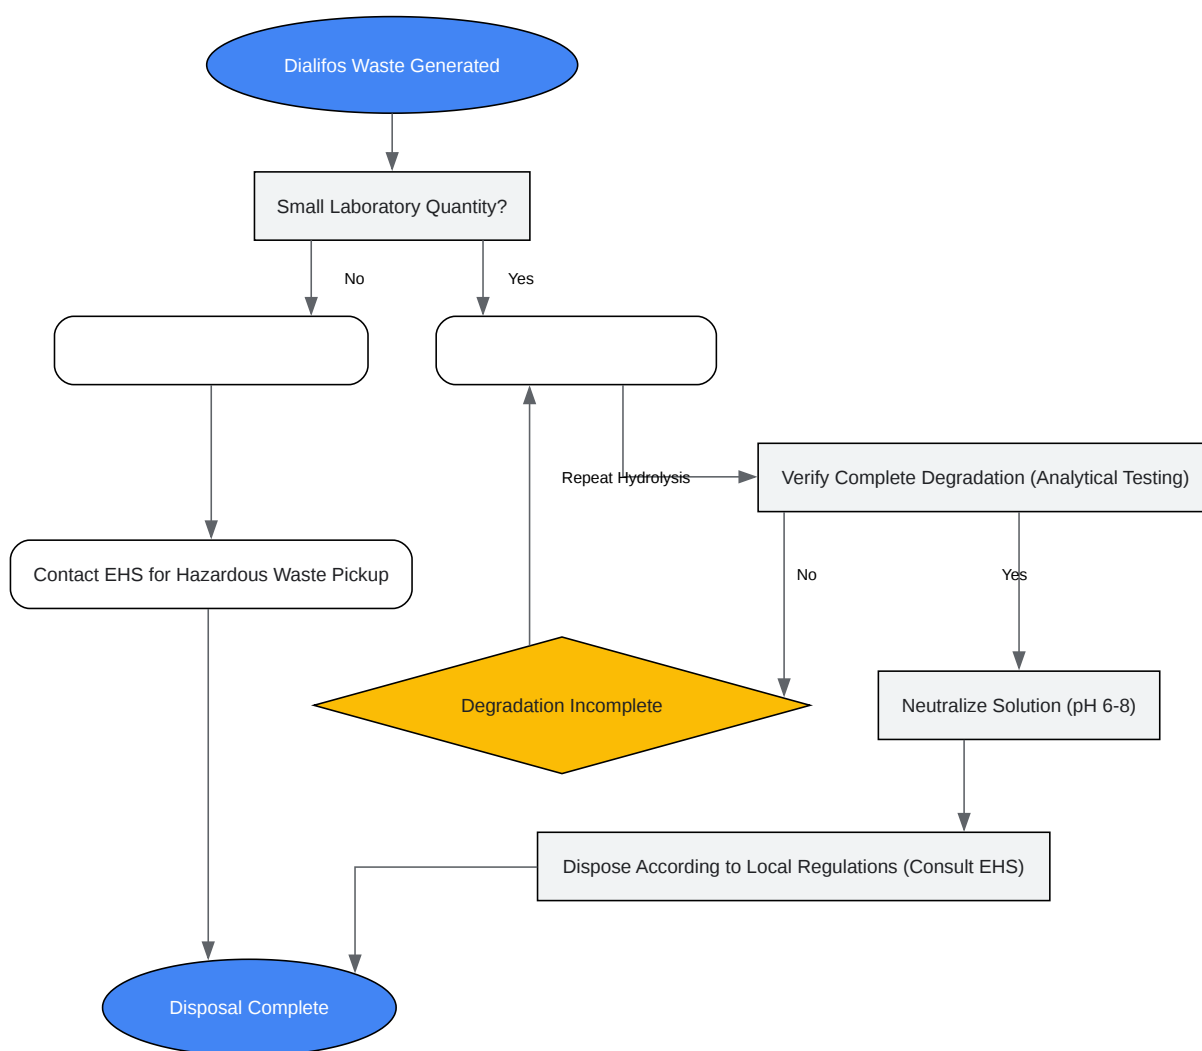 Dialifos Waste Generated
Small Laboratory Quantity?
No
Yes
Repeat Hydrolysis
Verify Complete Degradation (Analytical Testing)
Contact EHS for Hazardous Waste Pickup
No
Yes
Degradation Incomplete
Neutralize Solution (pH 6-8)
Dispose According to Local Regulations (Consult EHS)
Disposal Complete